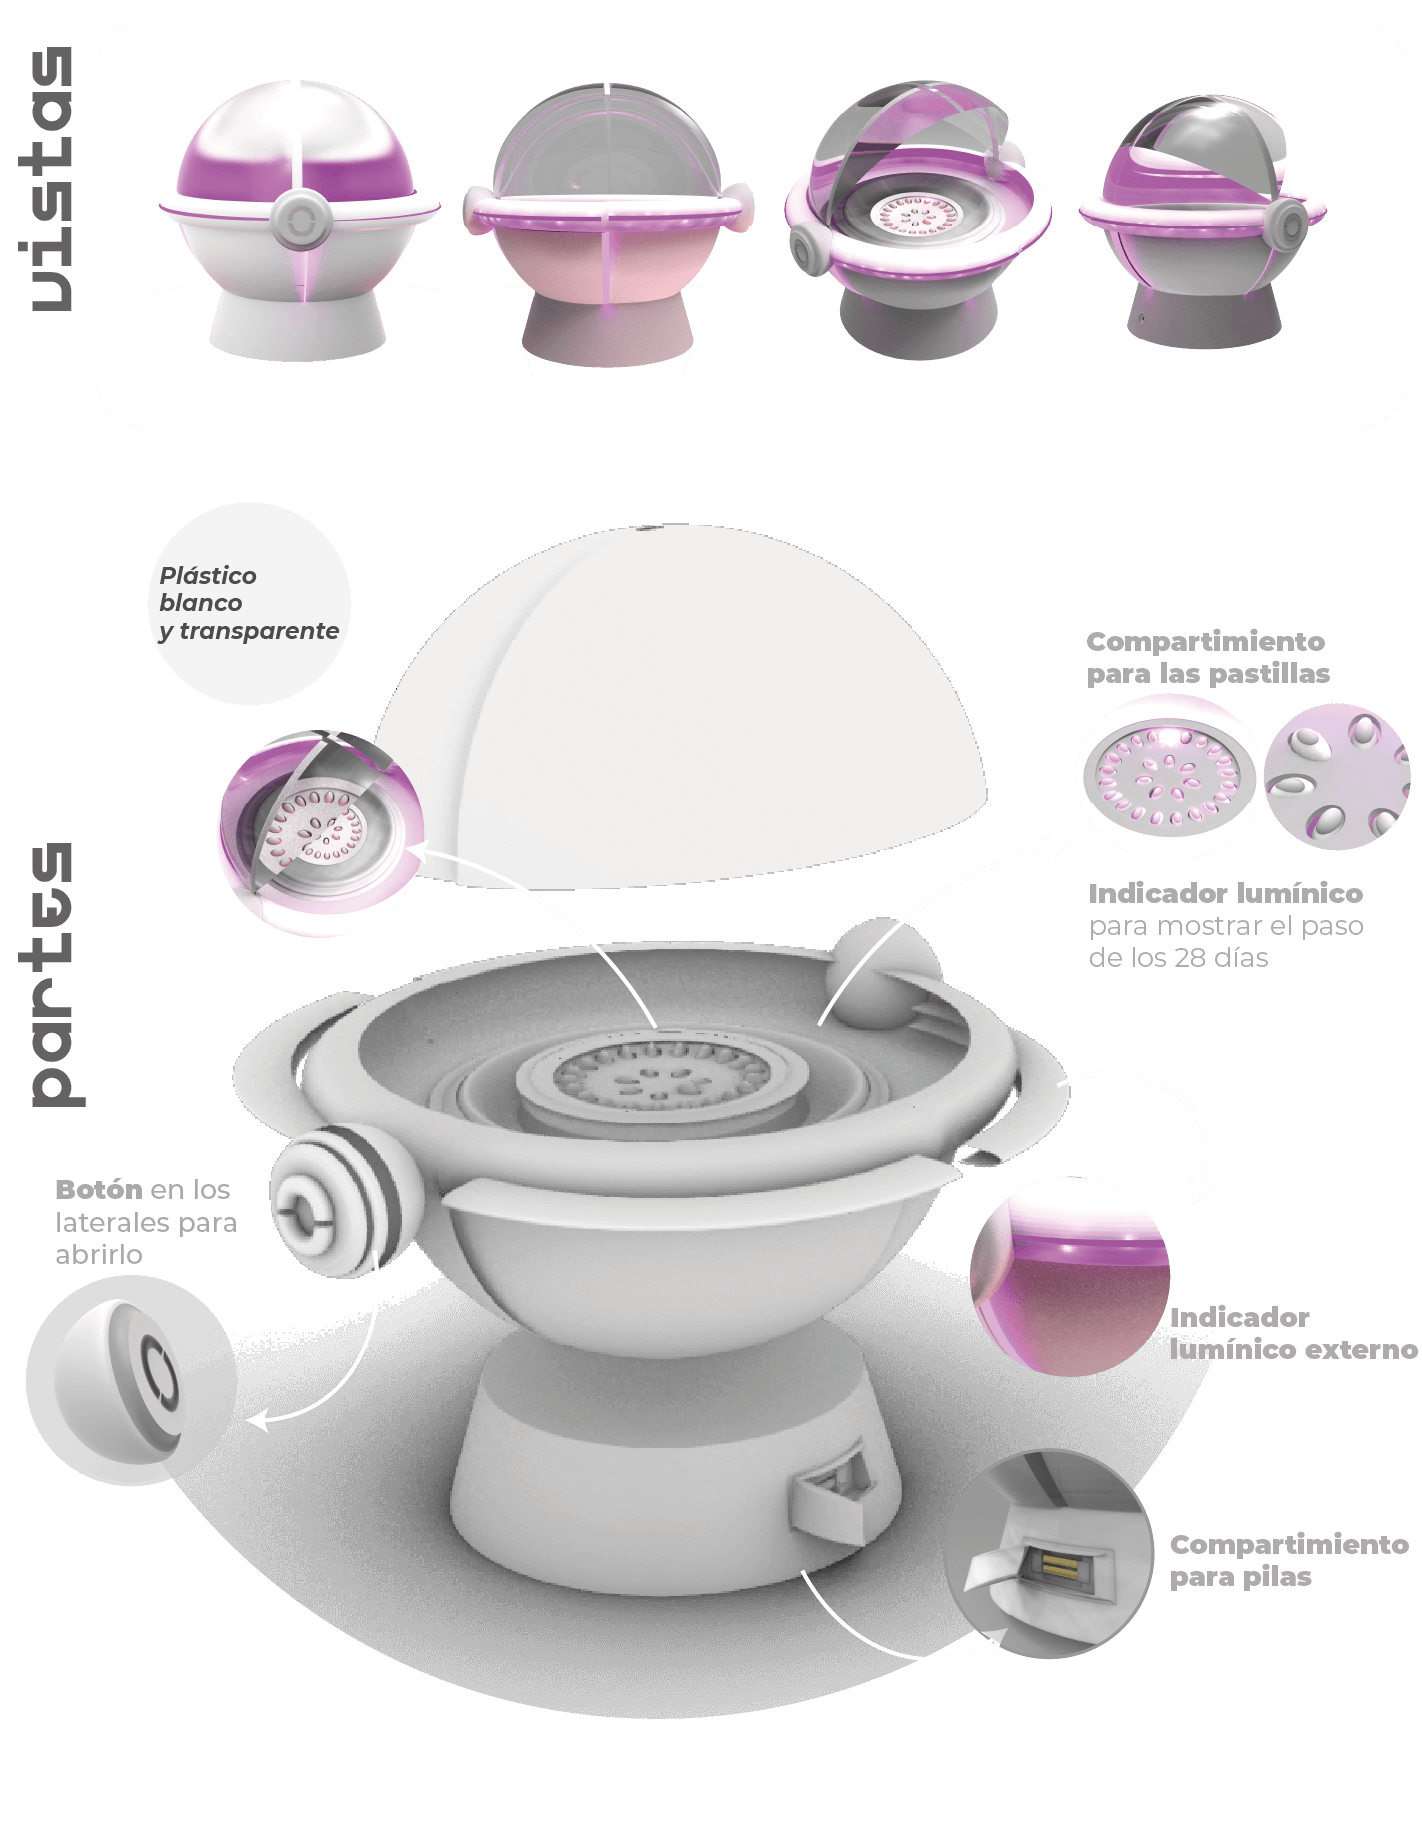 vistas
Plástico
blanco
y transparente
Compartimiento
para las pastillas
Indicador lumínico
para mostrar el paso
de los 28 días
partes
Botón en los
laterales para
abrirlo
Indicador
lumínico externo
Compartimiento
para pilas